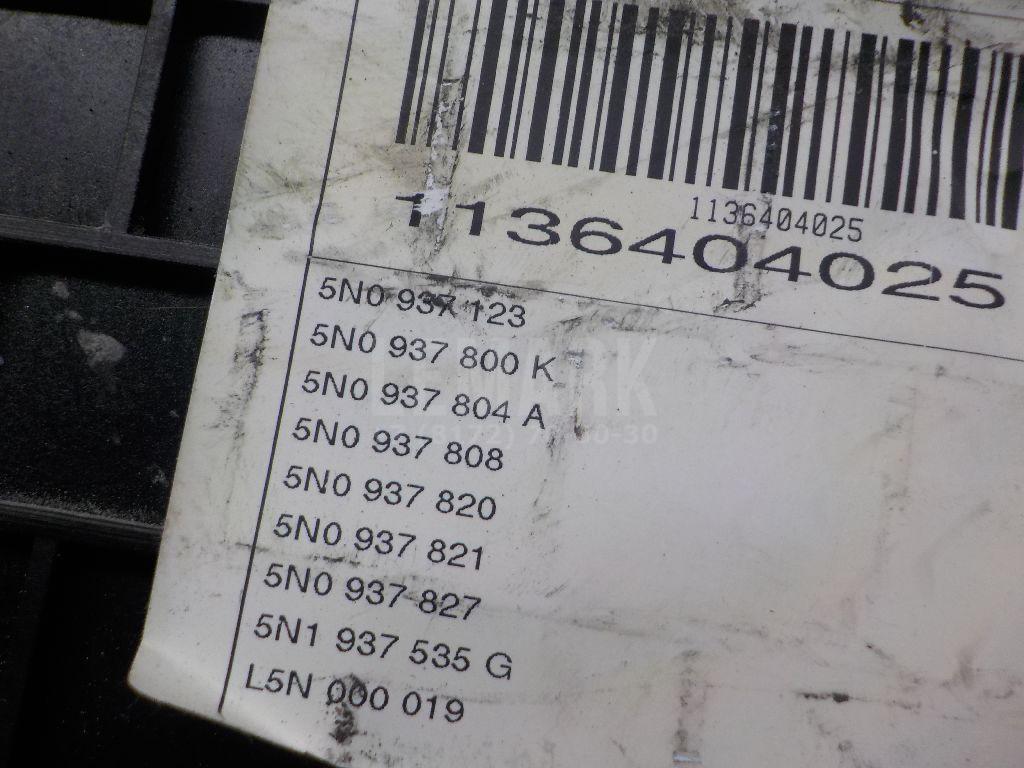 1136404025
1136404025
5N0 937 123
5N0 937 800 K
5N0 937 804 A
LEMARK
5N0 937 808
5N0 937 820
5N0 937 821
5N0 937 827
5N1 937 535 G
L5N 000 019